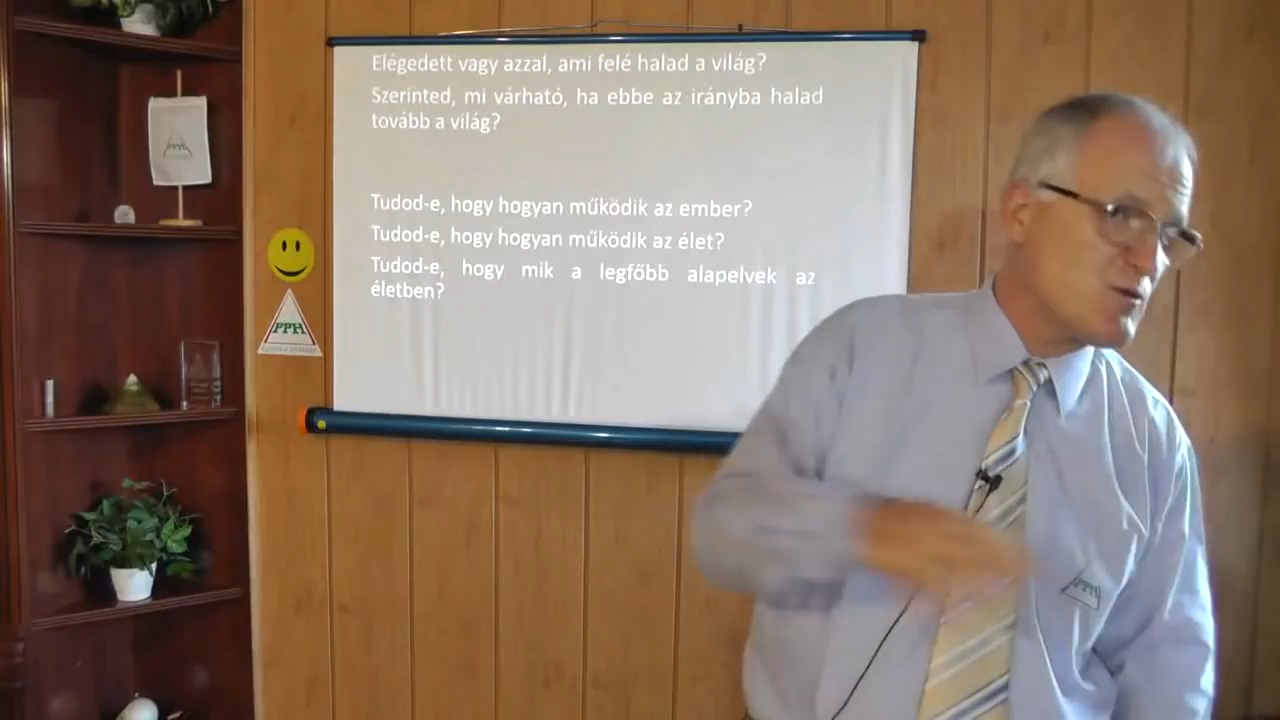 Elégedett vagy azzal, ami felé halad a világ?
Szerinted, mi várható, ha ebbe az irányba halad
tovább a világ?
Tudod-e, hogy hogyan működik az ember?
Tudod-e, hogy hogyan működik az élet?
Tudod-e, hogy mik a legfőbb alapelvek az
életben?
PPH
PPH
PPH